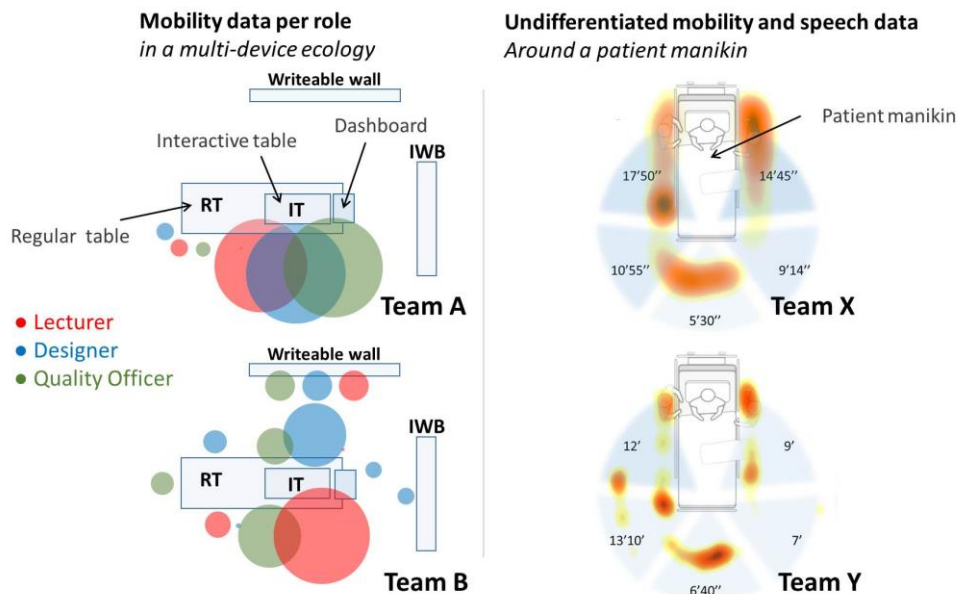 Mobility data per role
in a multi-device ecology
Writeable wall
Interactive table
Dashboard
IWB
RT
IT
Regular table
Team A
Lecturer
Designer
Quality Officer
Writeable wall
IWB
RT
IT
Team B
Undifferentiated mobility and speech data
Around a patient manikin
Patient manikin
17’50’’
14’45’’
10’55’’
9’14’’
Team X
5’30’’
12’
9’
13’10’
7’
Team Y
6’40’’